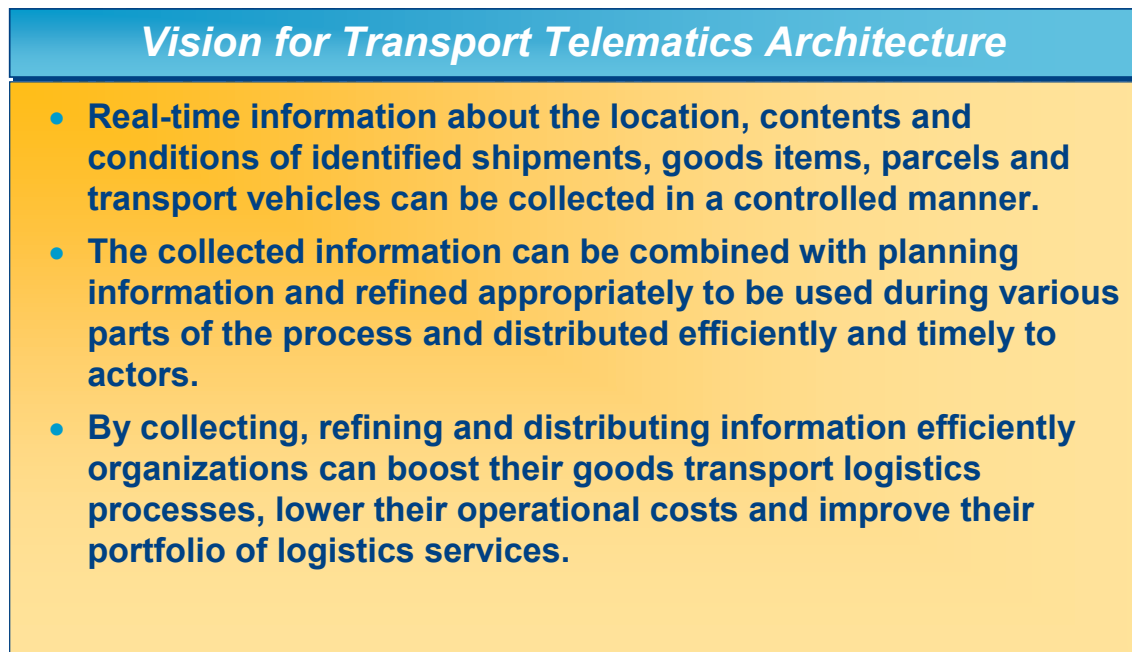 Vision for Transport Telematics Architecture
• Real-time information about the location, contents and
conditions of identified shipments, goods items, parcels and
transport vehicles can be collected in a controlled manner.
• The collected information can be combined with planning
information and refined appropriately to be used during various
parts of the process and distributed efficiently and timely to
actors.
• By collecting, refining and distributing information efficiently
organizations can boost their goods transport logistics
processes, lower their operational costs and improve their
portfolio of logistics services.